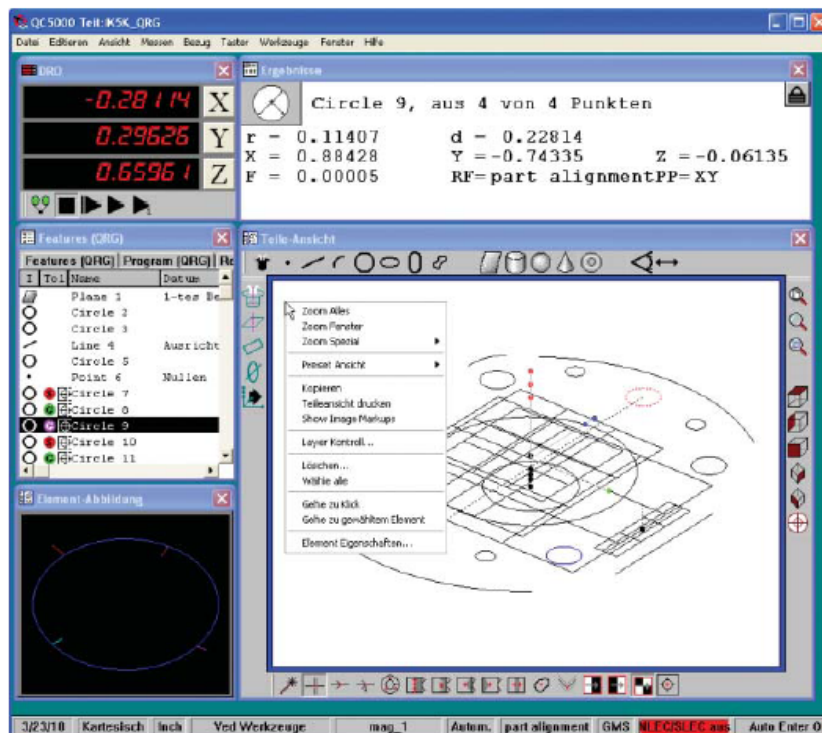 QC5000 Teil:IK5K_QRG
Datei Editieren Ansicht Messen Bezug Taster Werkzeuge Fenster Hilfe
DRO
-0.28114 X
0.29626 Y
0.65961 Z
Ergebnisse
Circle 9, aus 4 von 4 Punkten
r = 0.11407 d = 0.22814
X = 0.88428 Y =-0.74335 Z =-0.06135
F = 0.00005 RF=part alignmentPP=XY
Features (QRG)
Features (QRG) Program (QRG) Re
I Tol Name Datum
Plane 1 1-tes Be
Circle 2
Circle 3
Line 4 Ausricht
Circle 5
Point 6 Nullen
Circle 7
Circle 8
Circle 9
Circle 10
Circle 11
Element-Abbildung
Teile-Ansicht
Zoom Alles
Zoom Fenster
Zoom Spezial
Preset Ansicht
Kopieren
Teileansicht drucken
Show Image Markups
Layer Kontroll...
Löschen...
Wähle alle
Gehe zu Klick
Gehe zu gewähltem Element
Element Eigenschaften...
3/23/10 Kartesisch Inch Ved Werkzeuge mag_1 Autom. part alignment GMS NLEC/SLEC aus Auto Enter O